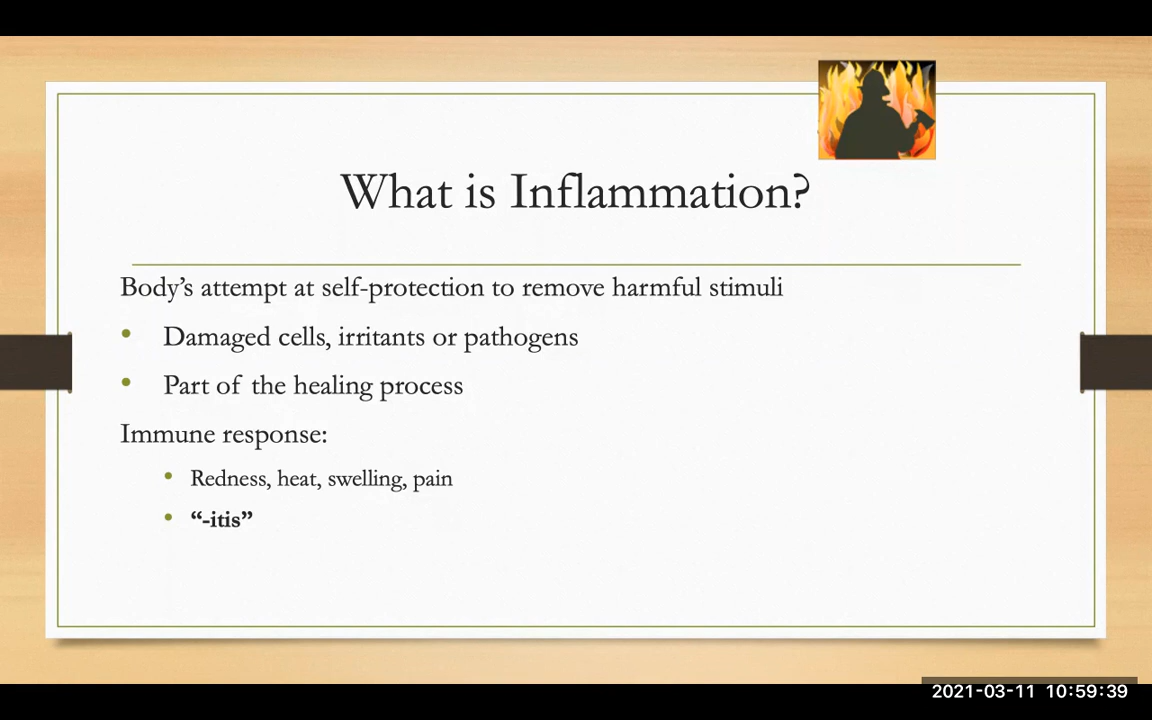 What is Inflammation?
Body’s attempt at self-protection to remove harmful stimuli
• Damaged cells, irritants or pathogens
• Part of the healing process
Immune response:
• Redness, heat, swelling, pain
• “-itis”
2021-03-11 10:59:39